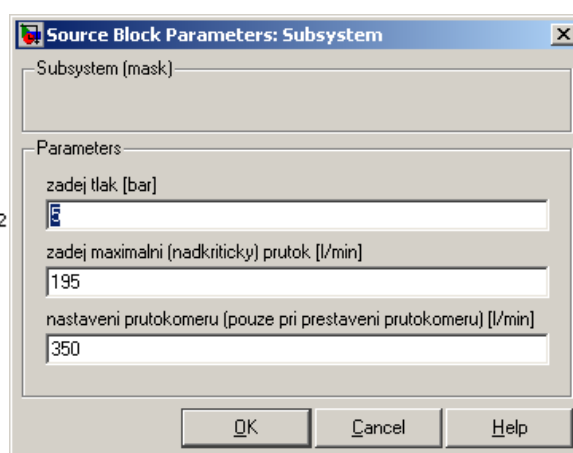 Source Block Parameters: Subsystem
Subsystem (mask)
Parameters
zadej tlak [bar]
2
zadej maximalni (nadkriticky) prutok [l/min]
195
nastaveni prutokomeru (pouze pri prestaveni prutokomeru) [l/min]
350
OK Cancel Help